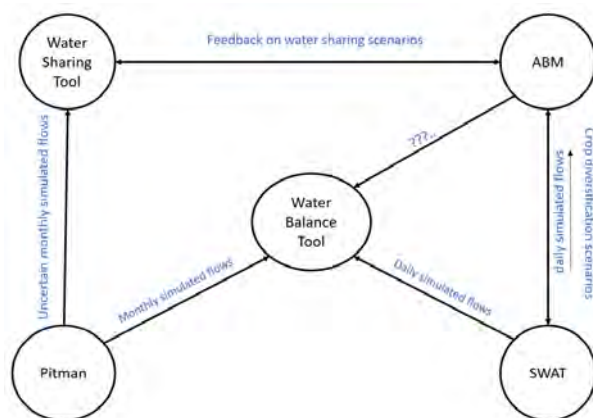 Water
Sharing
Tool
Feedback on water sharing scenarios
ABM
Uncertain monthly simulated flows
???..
daily simulated flows
Crop diversification scenarios
Water
Balance
Tool
Monthly simulated flows
Daily simulated flows
Pitman
SWAT